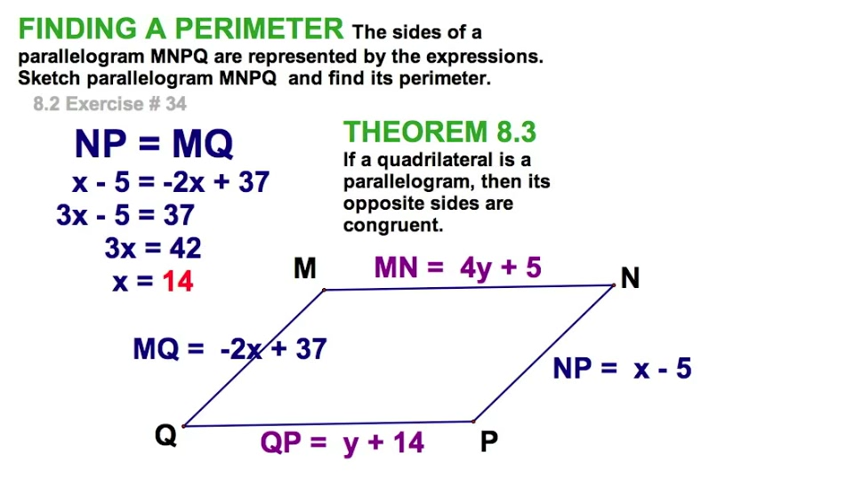 FINDING A PERIMETER The sides of a
parallelogram MNPQ are represented by the expressions.
Sketch parallelogram MNPQ and find its perimeter.
8.2 Exercise # 34
NP = MQ
x - 5 = -2x + 37
3x - 5 = 37
3x = 42
x = 14
THEOREM 8.3
If a quadrilateral is a
parallelogram, then its
opposite sides are
congruent.
M
MN = 4y + 5
N
MQ = -2x + 37
NP = x - 5
Q
QP = y + 14
P